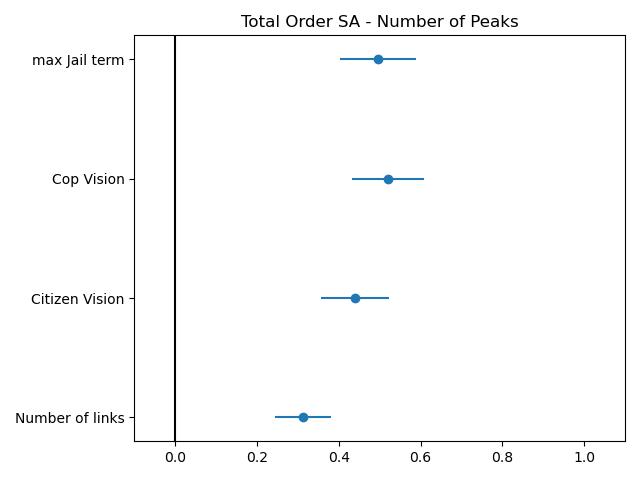 Total Order SA - Number of Peaks
max Jail term
Cop Vision
Citizen Vision
Number of links
0.0 0.2 0.4 0.6 0.8 1.0